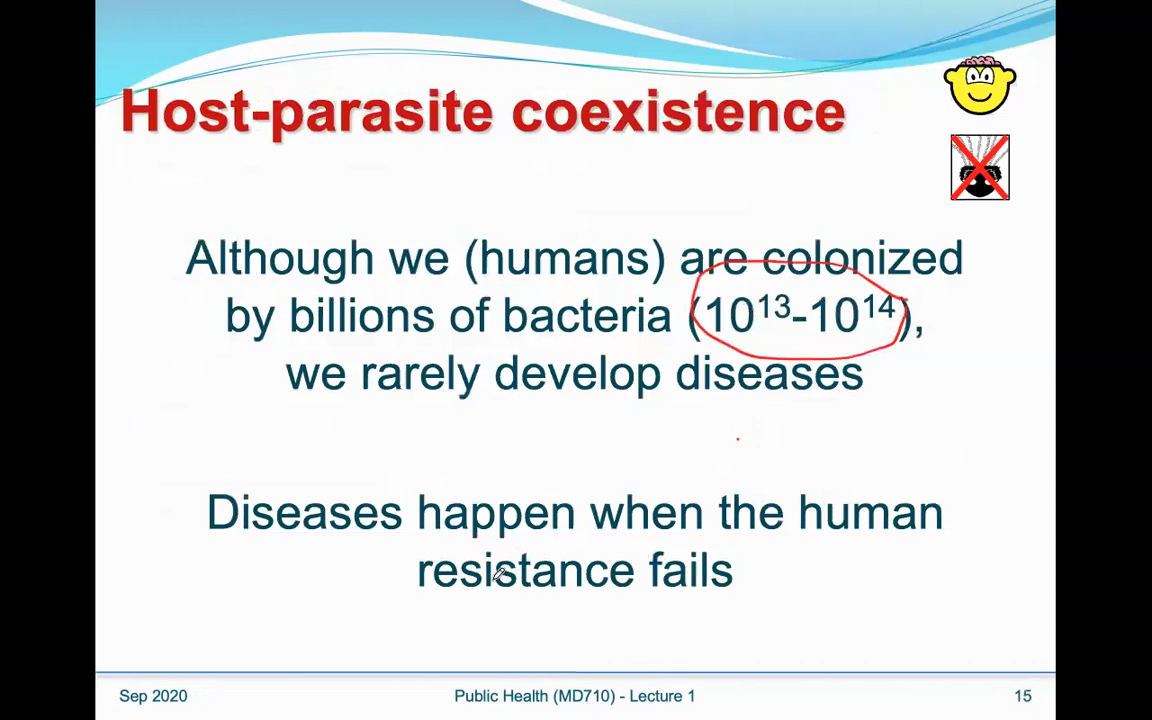 Host-parasite coexistence
Although we (humans) are colonized
by billions of bacteria (10¹³-10¹⁴),
we rarely develop diseases
Diseases happen when the human
resistance fails
Sep 2020
Public Health (MD710) - Lecture 1
15